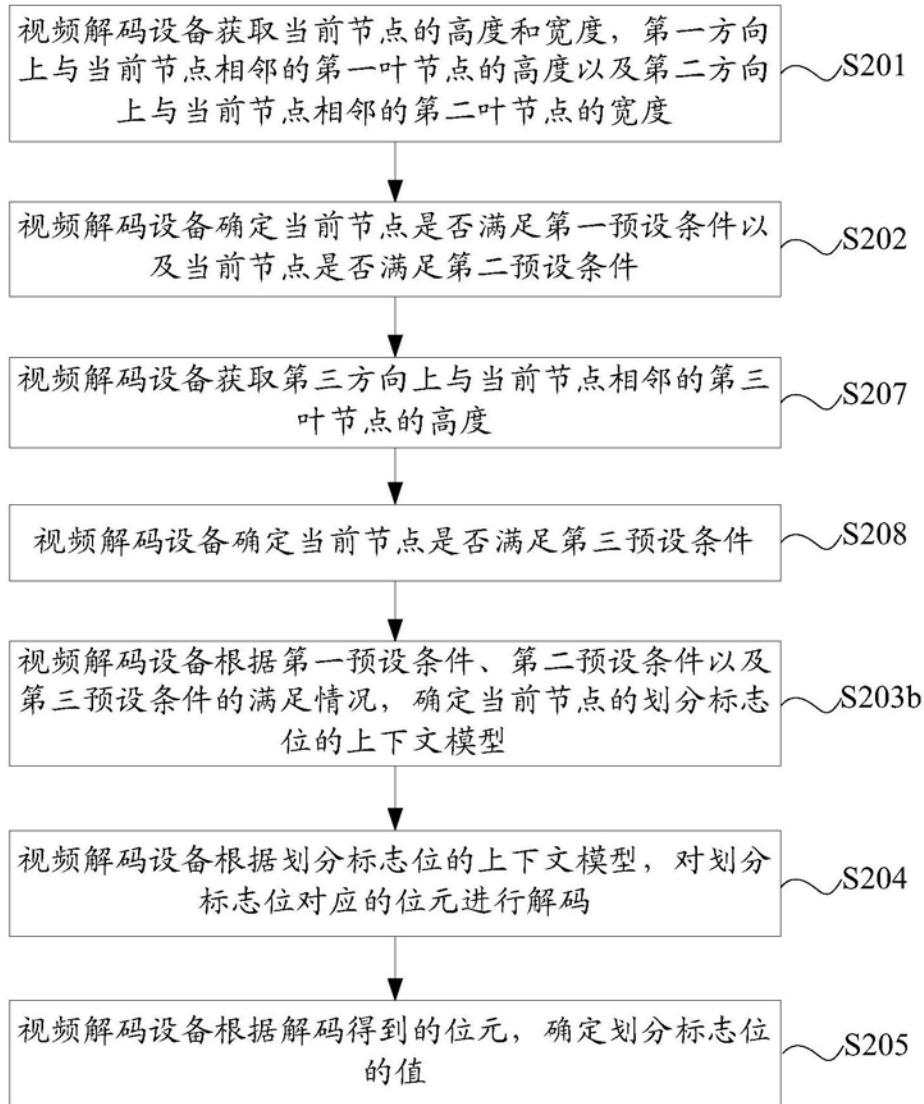 视频解码设备获取当前节点的高度和宽度，第一方向
上与当前节点相邻的第一叶节点的高度以及第二方向
上与当前节点相邻的第二叶节点的宽度
S201
视频解码设备确定当前节点是否满足第一预设条件以
及当前节点是否满足第二预设条件
S202
视频解码设备获取第三方向上与当前节点相邻的第三
叶节点的高度
S207
视频解码设备确定当前节点是否满足第三预设条件
S208
视频解码设备根据第一预设条件、第二预设条件以及
第三预设条件的满足情况，确定当前节点的划分标志
位的上下文模型
S203b
视频解码设备根据划分标志位的上下文模型，对划分
标志位对应的位元进行解码
S204
视频解码设备根据解码得到的位元，确定划分标志位
的值
S205